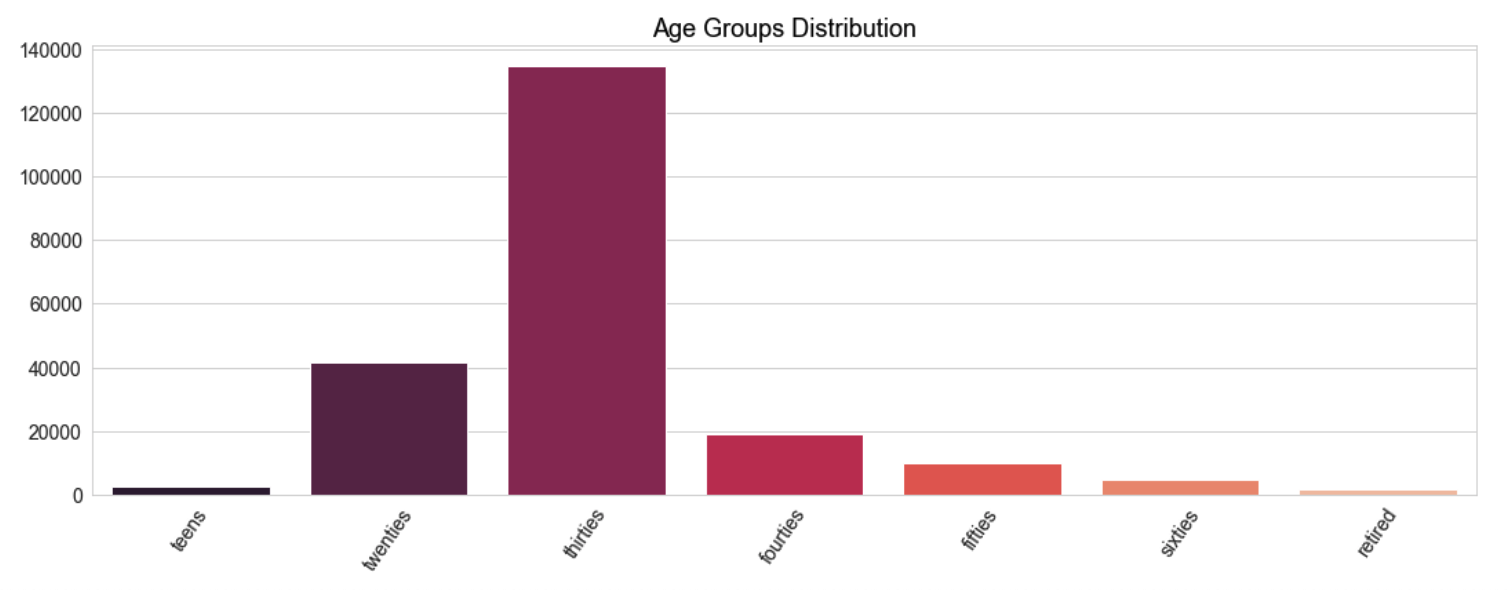 Age Groups Distribution
140000
120000
100000
80000
60000
40000
20000
0
teens
twenties
thirties
fourties
fifties
sixties
retired